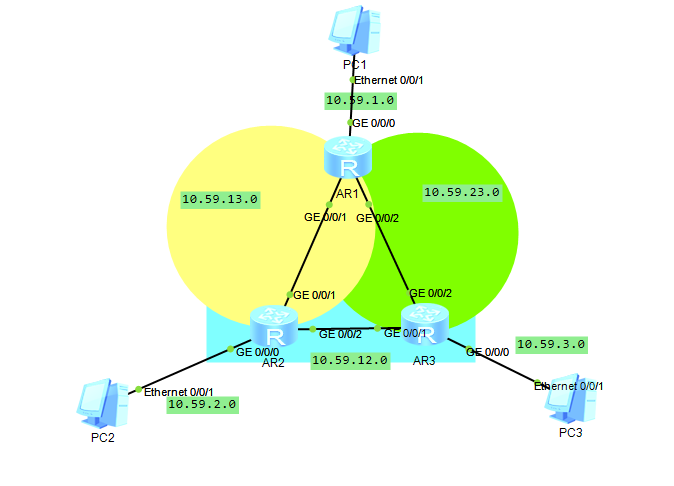 PC1
Ethernet 0/0/1
10.59.1.0
GE 0/0/0
R
AR1
10.59.13.0
10.59.23.0
GE 0/0/1
GE 0/0/2
GE 0/0/1
GE 0/0/2
R
R
GE 0/0/2
GE 0/0/1
GE 0/0/0
AR2
10.59.12.0
AR3
GE 0/0/0
10.59.3.0
Ethernet 0/0/1
10.59.2.0
Ethernet 0/0/1
PC2
PC3